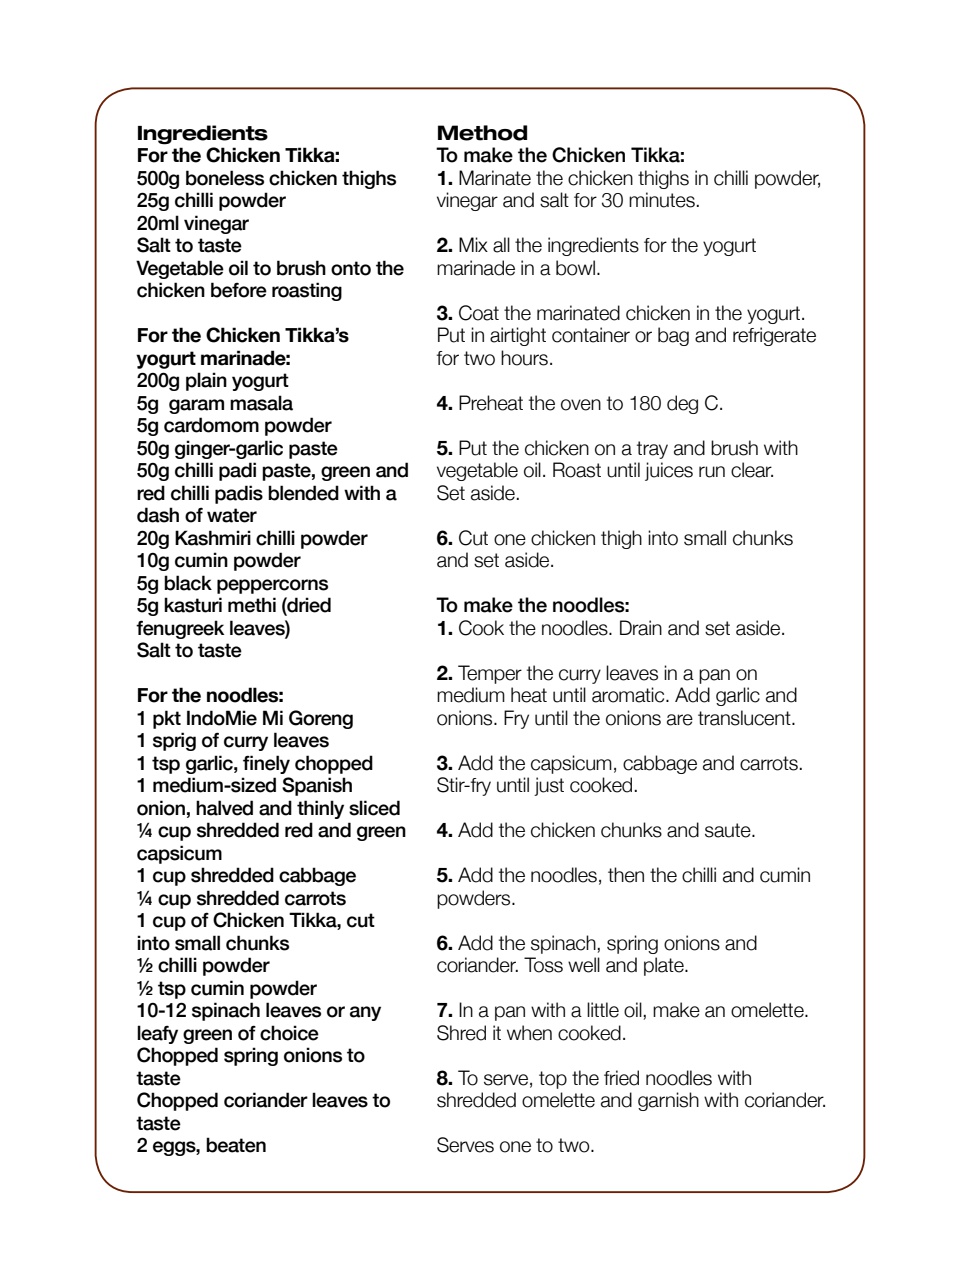 Ingredients
For the Chicken Tikka:
500g boneless chicken thighs
25g chilli powder
20ml vinegar
Salt to taste
Vegetable oil to brush onto the
chicken before roasting
For the Chicken Tikka’s
yogurt marinade:
200g plain yogurt
5g  garam masala
5g cardomom powder
50g ginger-garlic paste
50g chilli padi paste, green and
red chilli padis blended with a
dash of water
20g Kashmiri chilli powder
10g cumin powder
5g black peppercorns
5g kasturi methi (dried
fenugreek leaves)
Salt to taste
For the noodles:
1 pkt IndoMie Mi Goreng
1 sprig of curry leaves
1 tsp garlic, finely chopped
1 medium-sized Spanish
onion, halved and thinly sliced
¼ cup shredded red and green
capsicum
1 cup shredded cabbage
¼ cup shredded carrots
1 cup of Chicken Tikka, cut
into small chunks
½ chilli powder
½ tsp cumin powder
10-12 spinach leaves or any
leafy green of choice
Chopped spring onions to
taste
Chopped coriander leaves to
taste
2 eggs, beaten
Method
To make the Chicken Tikka:
1. Marinate the chicken thighs in chilli powder,
vinegar and salt for 30 minutes.
2. Mix all the ingredients for the yogurt
marinade in a bowl.
3. Coat the marinated chicken in the yogurt.
Put in airtight container or bag and refrigerate
for two hours.
4. Preheat the oven to 180 deg C.
5. Put the chicken on a tray and brush with
vegetable oil. Roast until juices run clear.
Set aside.
6. Cut one chicken thigh into small chunks
and set aside.
To make the noodles:
1. Cook the noodles. Drain and set aside.
2. Temper the curry leaves in a pan on
medium heat until aromatic. Add garlic and
onions. Fry until the onions are translucent.
3. Add the capsicum, cabbage and carrots.
Stir-fry until just cooked.
4. Add the chicken chunks and saute.
5. Add the noodles, then the chilli and cumin
powders.
6. Add the spinach, spring onions and
coriander. Toss well and plate.
7. In a pan with a little oil, make an omelette.
Shred it when cooked.
8. To serve, top the fried noodles with
shredded omelette and garnish with coriander.
Serves one to two.